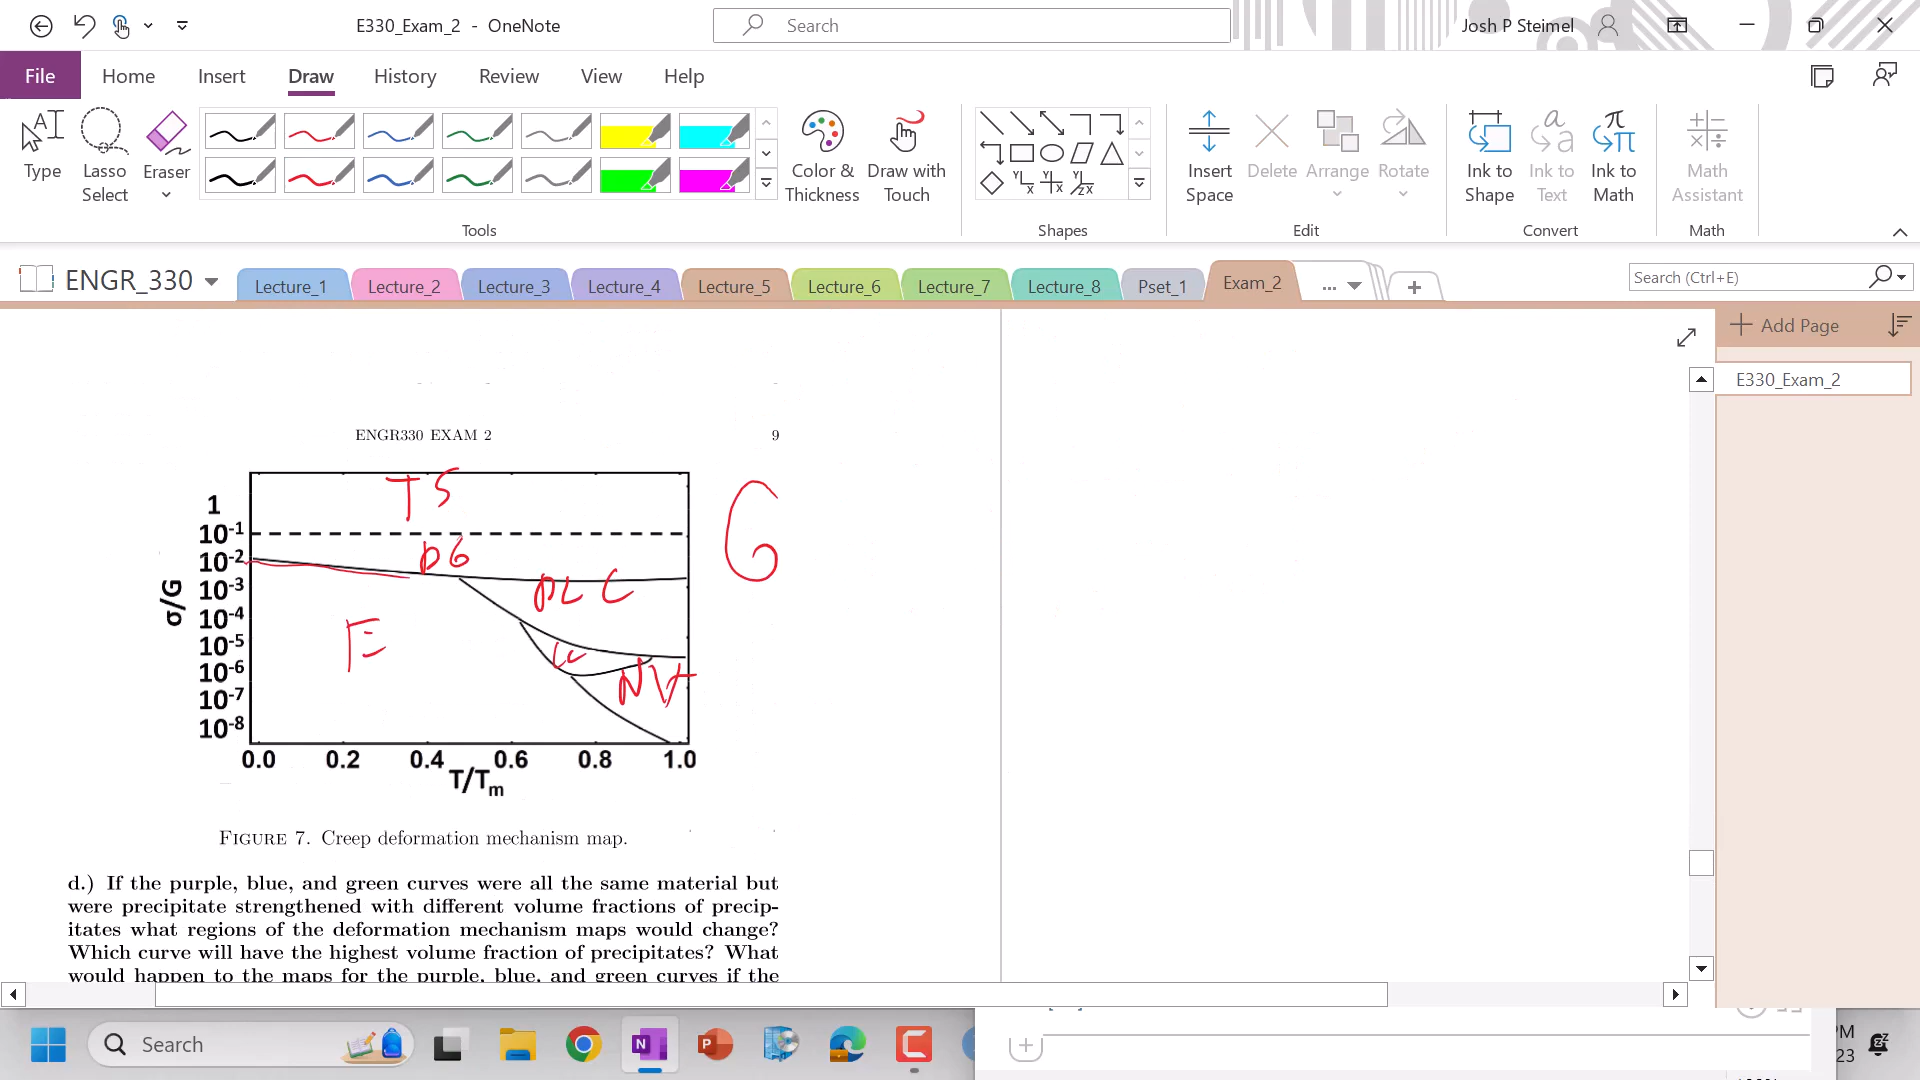 E330_Exam_2 - OneNote
Search
Josh P Steimel
File Home Insert Draw History Review View Help
Type
Lasso Select
Eraser
Color & Thickness
Draw with Touch
Insert Space
Delete
Arrange
Rotate
Ink to Shape
Ink to Text
Ink to Math
Math Assistant
Tools
Shapes
Edit
Convert
Math
ENGR_330
Lecture_1 Lecture_2 Lecture_3 Lecture_4 Lecture_5 Lecture_6 Lecture_7 Lecture_8 Pset_1 Exam_2 ...
Search (Ctrl+E)
Add Page
E330_Exam_2
ENGR330 EXAM 2 9
TS
DG
DLC
E
CC
NV
G
1
10-1
10-2
10-3
10-4
10-5
10-6
10-7
10-8
σ/G
0.0 0.2 0.4 0.6 0.8 1.0
T/Tm
FIGURE 7. Creep deformation mechanism map.
d.) If the purple, blue, and green curves were all the same material but
were precipitate strengthened with different volume fractions of precip-
itates what regions of the deformation mechanism maps would change?
Which curve will have the highest volume fraction of precipitates? What
would happen to the maps for the purple, blue, and green curves if the
Search
PM
23